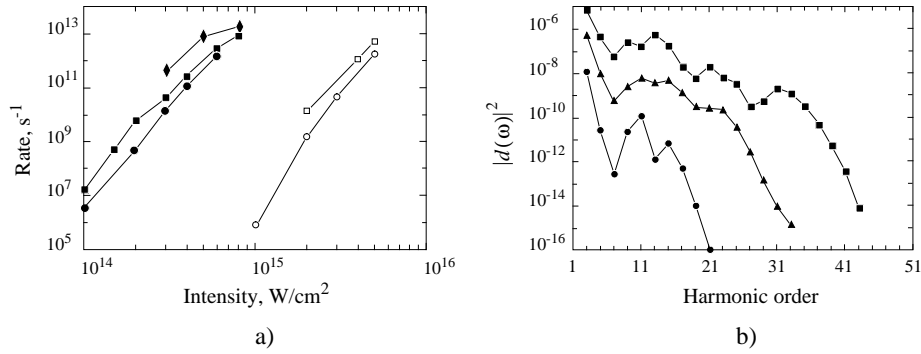 10^13
10^11
10^9
10^7
10^5
Rate, s^-1
10^14
10^15
10^16
Intensity, W/cm^2
a)
10^-6
10^-8
10^-10
10^-12
10^-14
10^-16
|d(ω)|^2
1 11 21 31 41 51
Harmonic order
b)